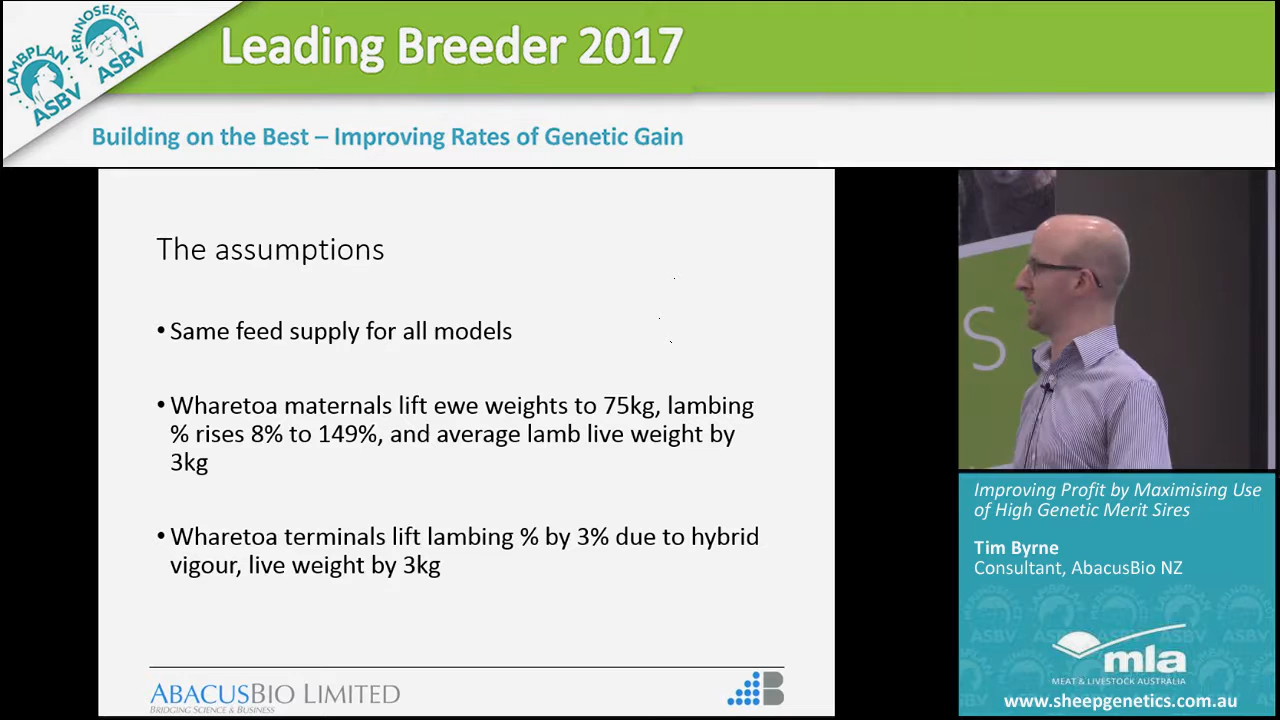 LAMBPLAN
ASBV
MERINOSELECT
ASBV
Leading Breeder 2017
Building on the Best – Improving Rates of Genetic Gain
The assumptions
• Same feed supply for all models
• Wharetoa maternals lift ewe weights to 75kg, lambing
% rises 8% to 149%, and average lamb live weight by
3kg
• Wharetoa terminals lift lambing % by 3% due to hybrid
vigour, live weight by 3kg
ABACUSBIO LIMITED
BRIDGING SCIENCE & BUSINESS
B
S
Improving Profit by Maximising Use
of High Genetic Merit Sires
Tim Byrne
Consultant, AbacusBio NZ
mla
MEAT & LIVESTOCK AUSTRALIA
www.sheepgenetics.com.au